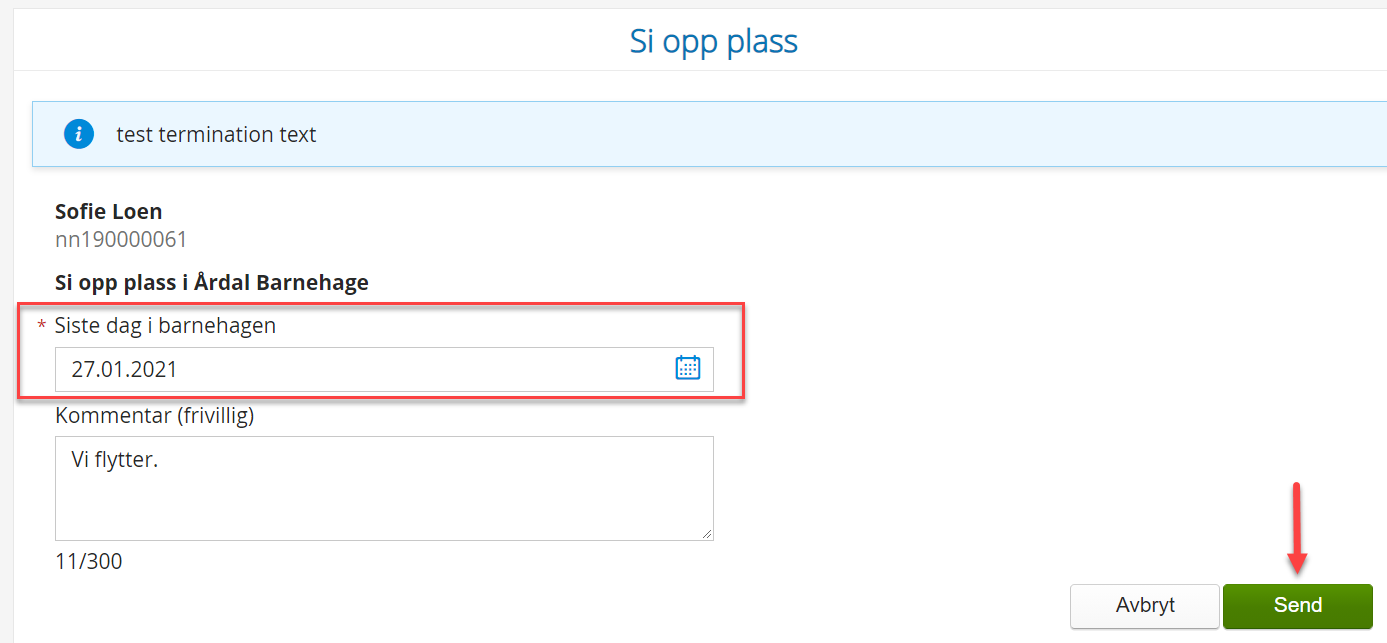 Si opp plass
test termination text
Sofie Loen
nn190000061
Si opp plass i Årdal Barnehage
* Siste dag i barnehagen
27.01.2021
Kommentar (frivillig)
Vi flytter.
11/300
Avbryt Send